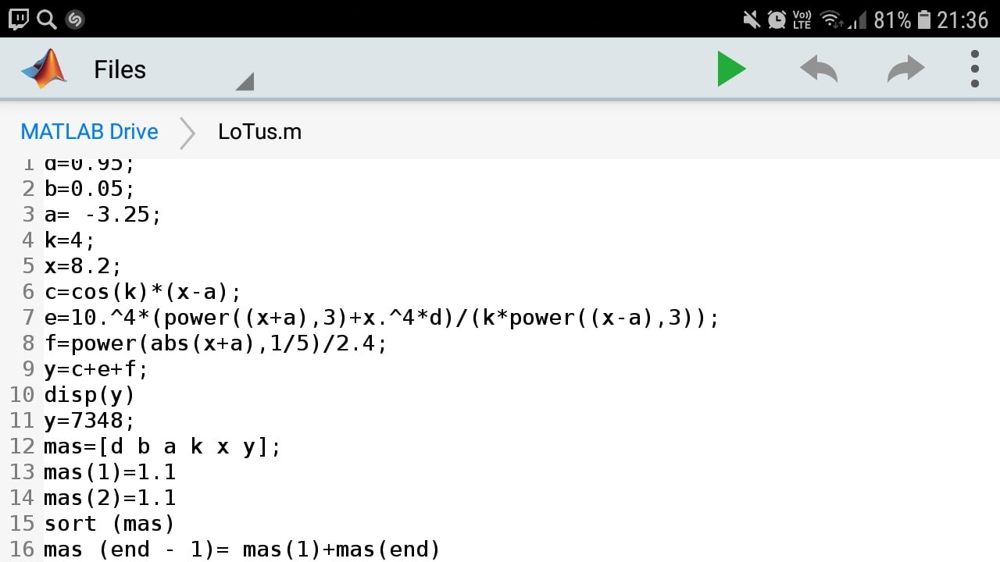 Vo)) LTE 81% 21:36
Files
MATLAB Drive LoTus.m
1 d=0.95;
2 b=0.05;
3 a= -3.25;
4 k=4;
5 x=8.2;
6 c=cos(k)*(x-a);
7 e=10.^4*(power((x+a),3)+x.^4*d)/(k*power((x-a),3));
8 f=power(abs(x+a),1/5)/2.4;
9 y=c+e+f;
10 disp(y)
11 y=7348;
12 mas=[d b a k x y];
13 mas(1)=1.1
14 mas(2)=1.1
15 sort (mas)
16 mas (end - 1)= mas(1)+mas(end)